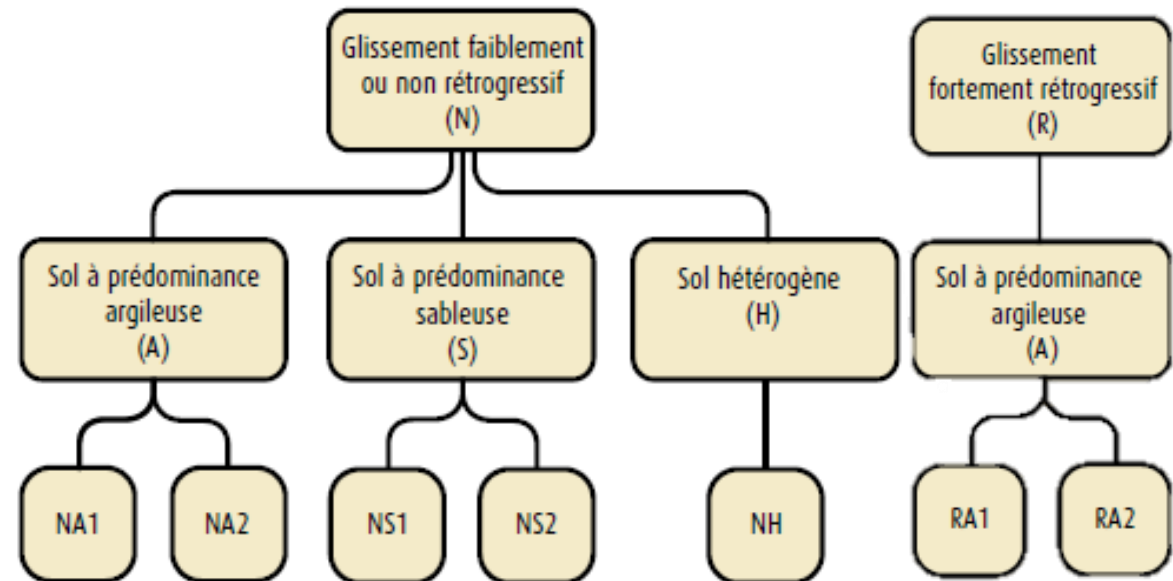 Glissement faiblement
ou non rétrogressif
(N)
Glissement
fortement rétrogressif
(R)
Sol à prédominance
argileuse
(A)
Sol à prédominance
sableuse
(S)
Sol hétérogène
(H)
Sol à prédominance
argileuse
(A)
NA1
NA2
NS1
NS2
NH
RA1
RA2